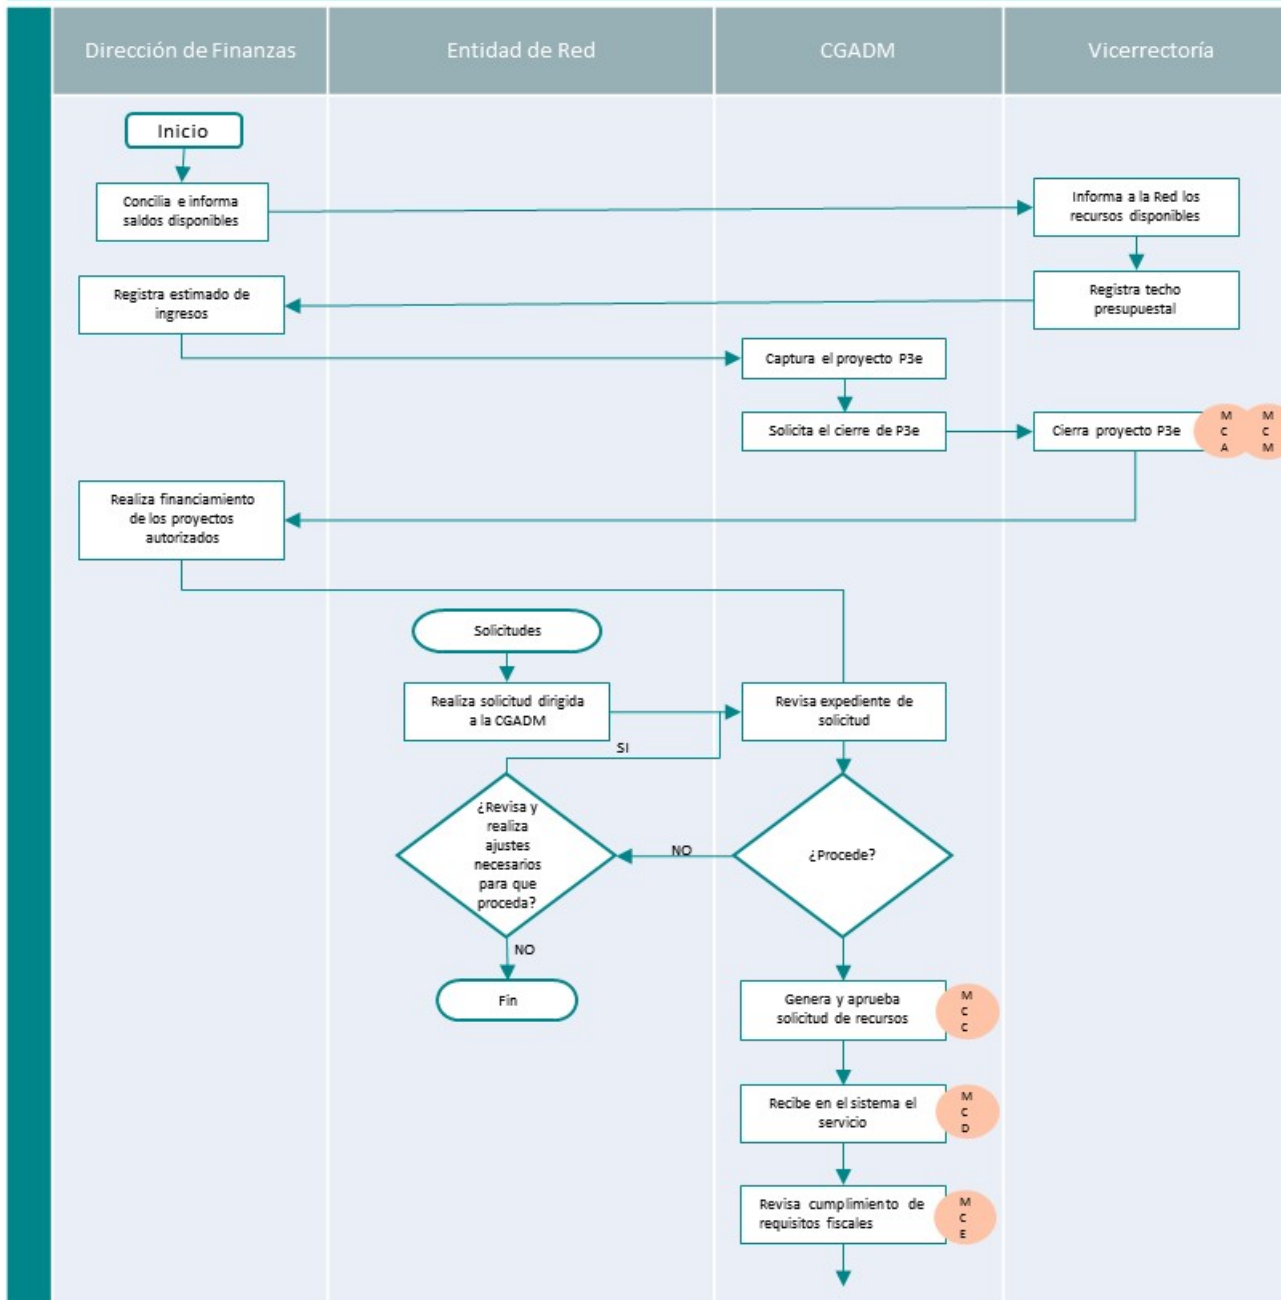 Dirección de Finanzas
Entidad de Red
CGADM
Vicerrectoría
Inicio
Concilia e informa
saldos disponibles
Informa a la Red los
recursos disponibles
Registra estimado de
ingresos
Registra techo
presupuestal
Captura el proyecto P3e
Solicita el cierre de P3e
Cierra proyecto P3e
M
C
A
M
C
M
Realiza financiamiento
de los proyectos
autorizados
Solicitudes
Realiza solicitud dirigida
a la CGADM
Revisa expediente de
solicitud
SI
¿Revisa y
realiza
ajustes
necesarios
para que
proceda?
NO
¿Procede?
NO
Fin
Genera y aprueba
solicitud de recursos
M
C
C
Recibe en el sistema el
servicio
M
C
D
Revisa cumplimiento de
requisitos fiscales
M
C
E